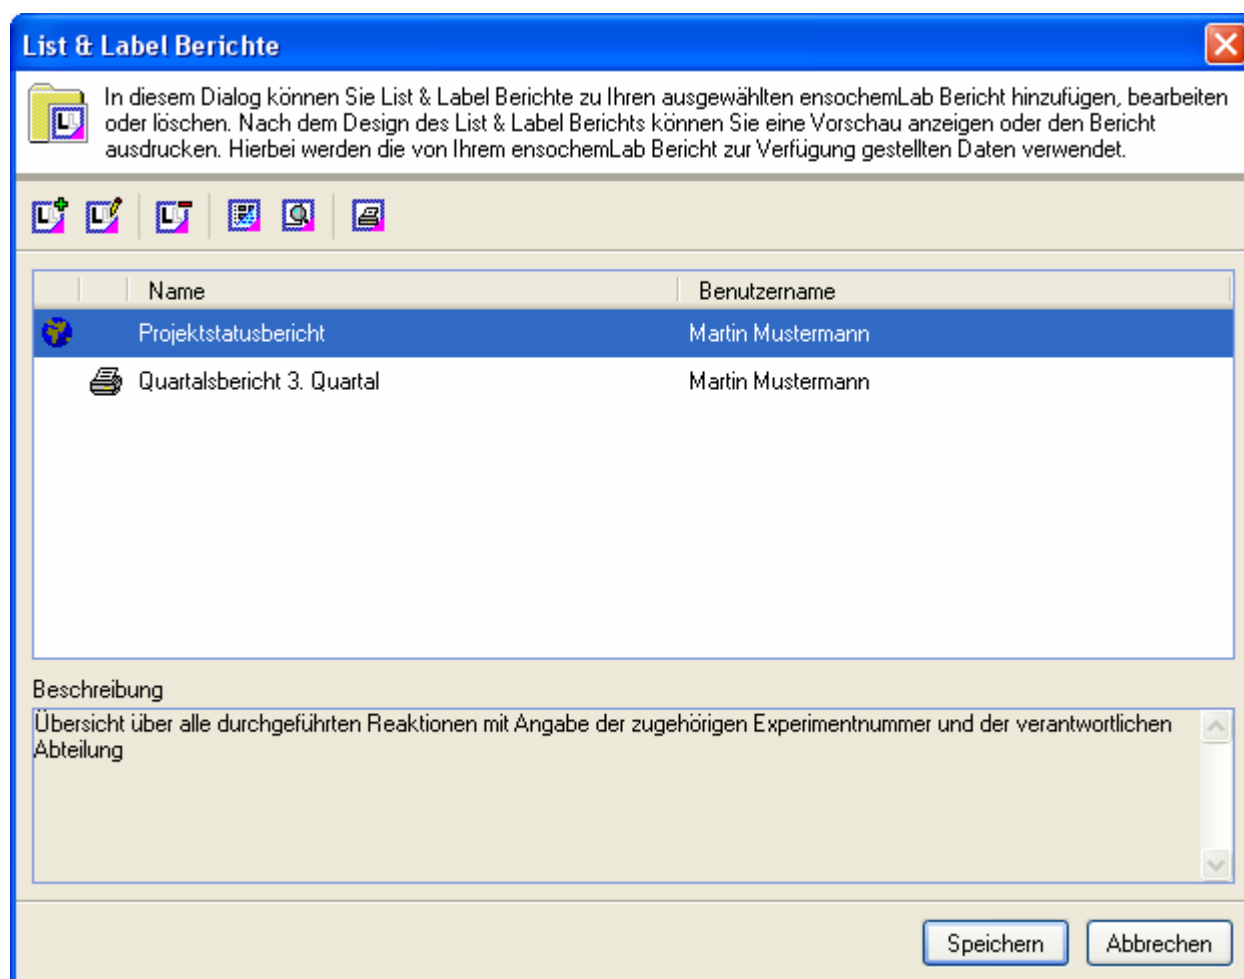 List & Label Berichte
In diesem Dialog können Sie List & Label Berichte zu Ihren ausgewählten ensochemLab Bericht hinzufügen, bearbeiten
oder löschen. Nach dem Design des List & Label Berichts können Sie eine Vorschau anzeigen oder den Bericht
ausdrucken. Hierbei werden die von Ihrem ensochemLab Bericht zur Verfügung gestellten Daten verwendet.
Name Benutzername
Projektstatusbericht Martin Mustermann
Quartalsbericht 3. Quartal Martin Mustermann
Beschreibung
Übersicht über alle durchgeführten Reaktionen mit Angabe der zugehörigen Experimentnummer und der verantwortlichen
Abteilung
Speichern Abbrechen